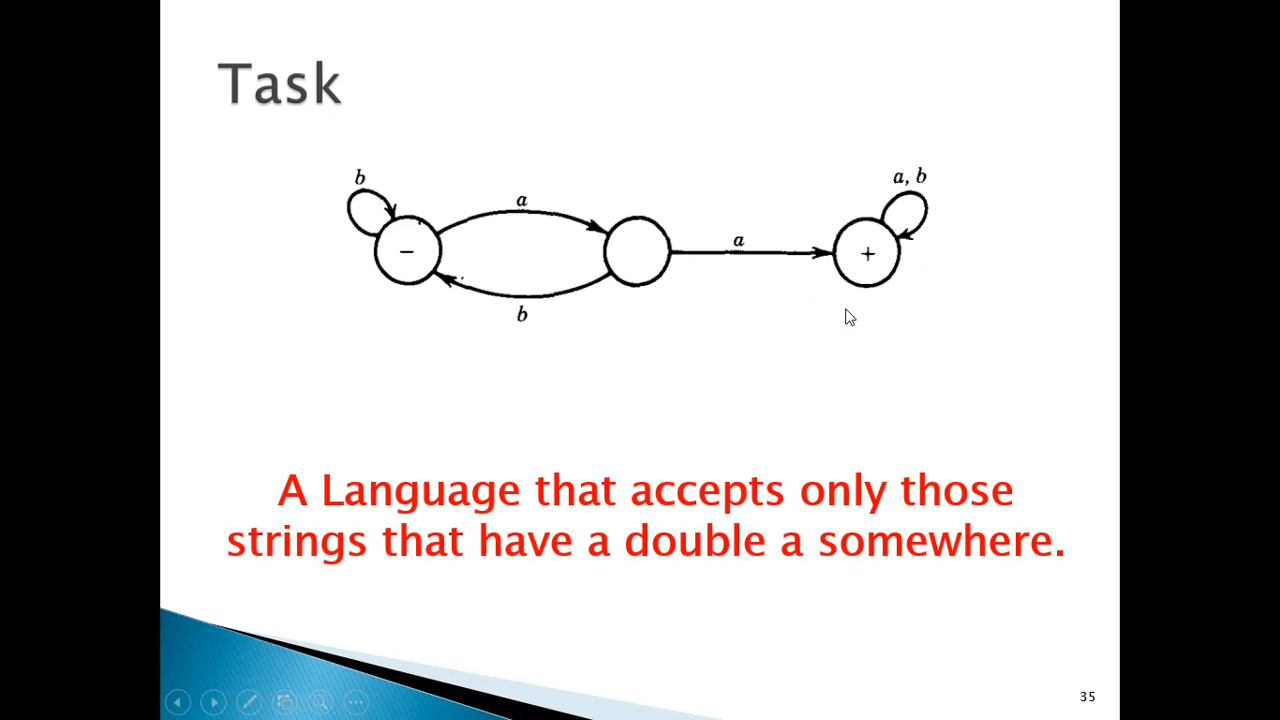 Task
b
a
a, b
a
−
+
b
A Language that accepts only those
strings that have a double a somewhere.
35